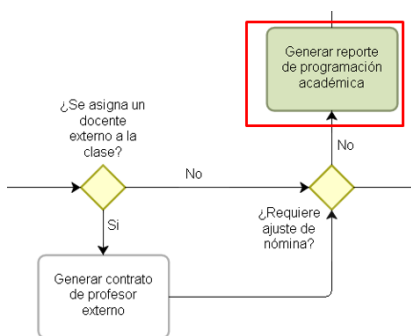 Generar reporte
de programación
académica
¿Se asigna un
docente
externo a la
clase?
No
No
Si
¿Requiere
ajuste de
nómina?
Generar contrato
de profesor
externo